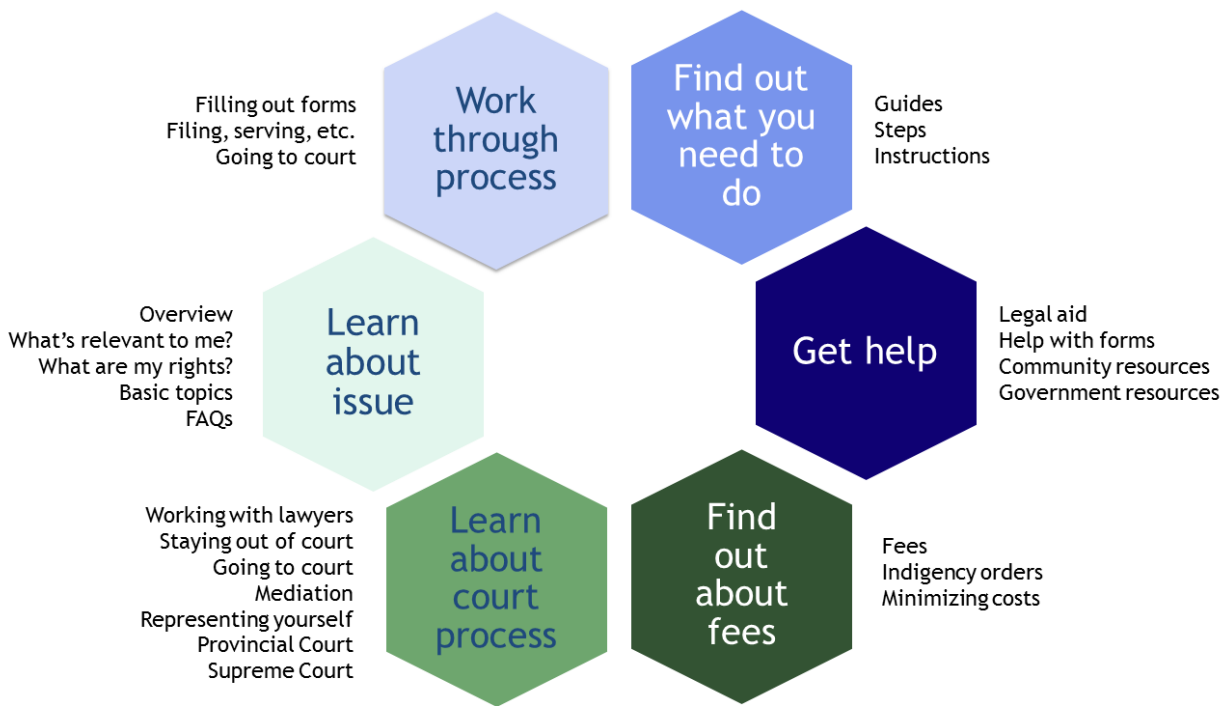 Filling out forms
Filing, serving, etc.
Going to court
Work
through
process
Find out
what you
need to
do
Guides
Steps
Instructions
Overview
What’s relevant to me?
What are my rights?
Basic topics
FAQs
Learn
about
issue
Get help
Legal aid
Help with forms
Community resources
Government resources
Working with lawyers
Staying out of court
Going to court
Mediation
Representing yourself
Provincial Court
Supreme Court
Learn
about
court
process
Find
out
about
fees
Fees
Indigency orders
Minimizing costs